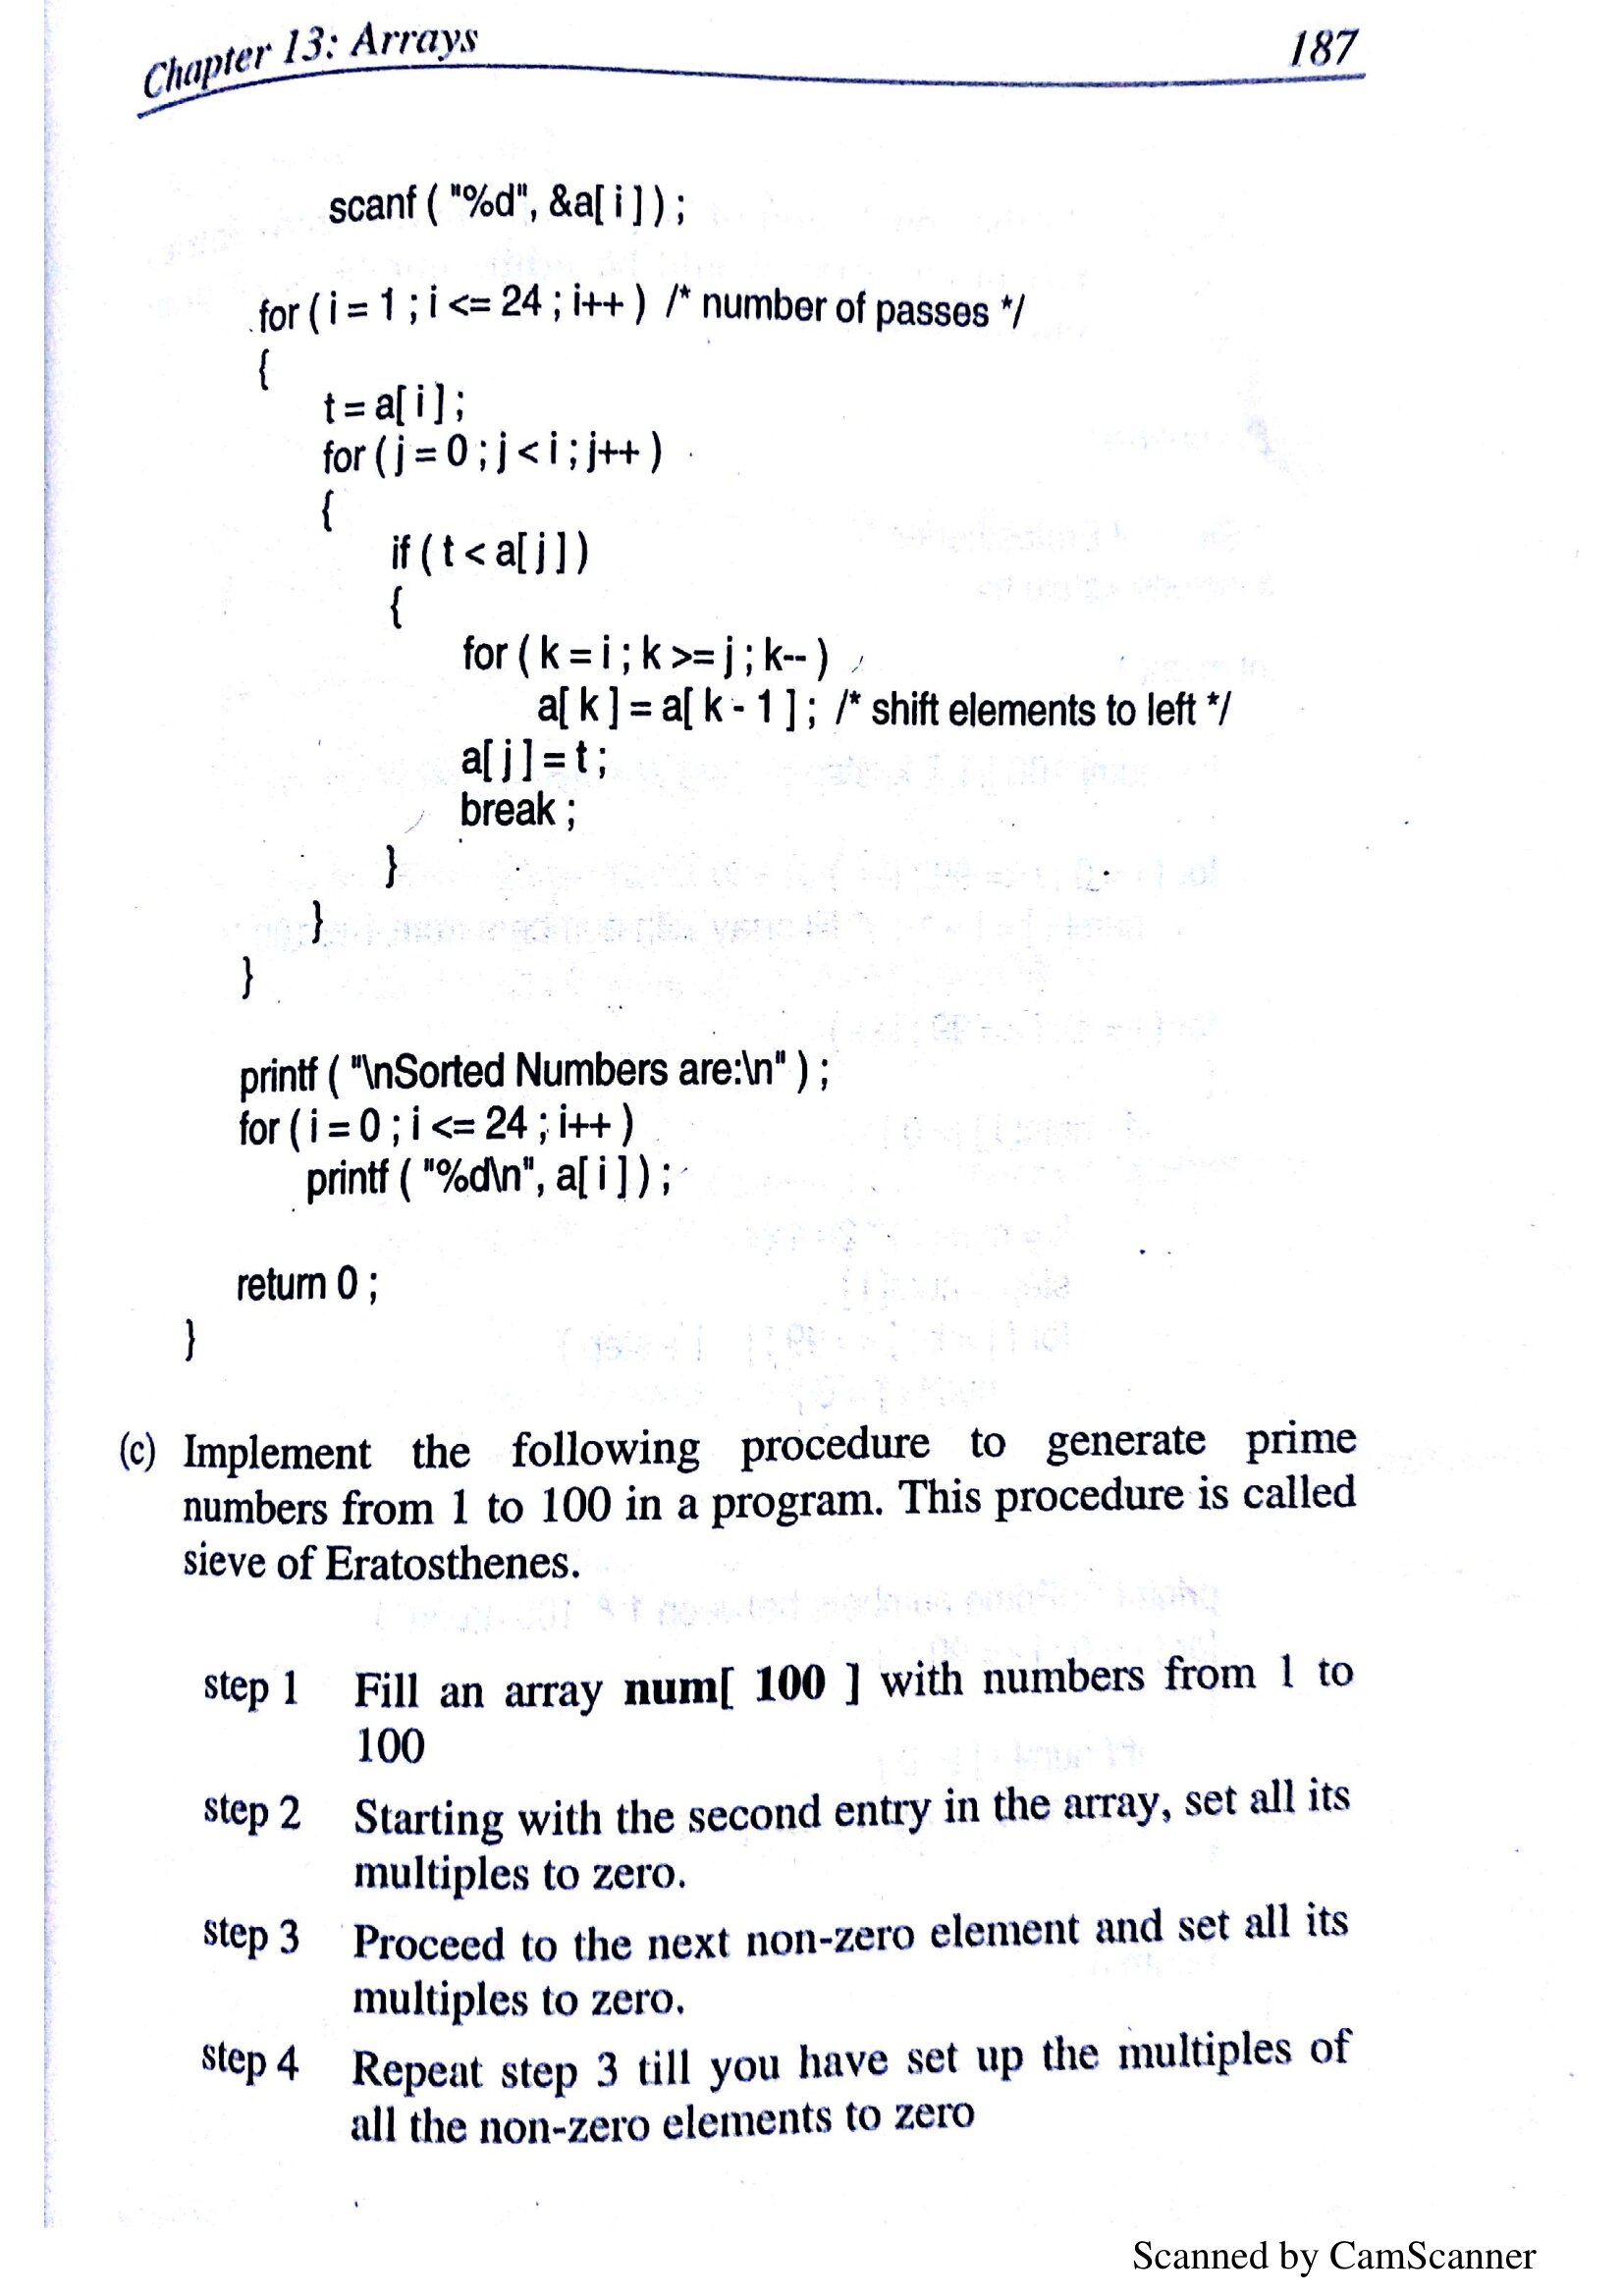 Chapter 13: Arrays 187
scanf ( "%d", &a[ i ] ) ;
for ( i = 1 ; i <= 24 ; i++ ) /* number of passes */
{
t = a[ i ] ;
for ( j = 0 ; j < i ; j++ )
{
if ( t < a[ j ] )
{
for ( k = i ; k >= j ; k-- )
a[ k ] = a[ k - 1 ] ; /* shift elements to left */
a[ j ] = t ;
break ;
}
}
}
printf ( "\nSorted Numbers are:\n" ) ;
for ( i = 0 ; i <= 24 ; i++ )
printf ( "%d\n", a[ i ] ) ;
return 0 ;
}
(c) Implement the following procedure to generate prime
numbers from 1 to 100 in a program. This procedure is called
sieve of Eratosthenes.
step 1 Fill an array num[ 100 ] with numbers from 1 to
100
step 2 Starting with the second entry in the array, set all its
multiples to zero.
step 3 Proceed to the next non-zero element and set all its
multiples to zero.
step 4 Repeat step 3 till you have set up the multiples of
all the non-zero elements to zero
Scanned by CamScanner